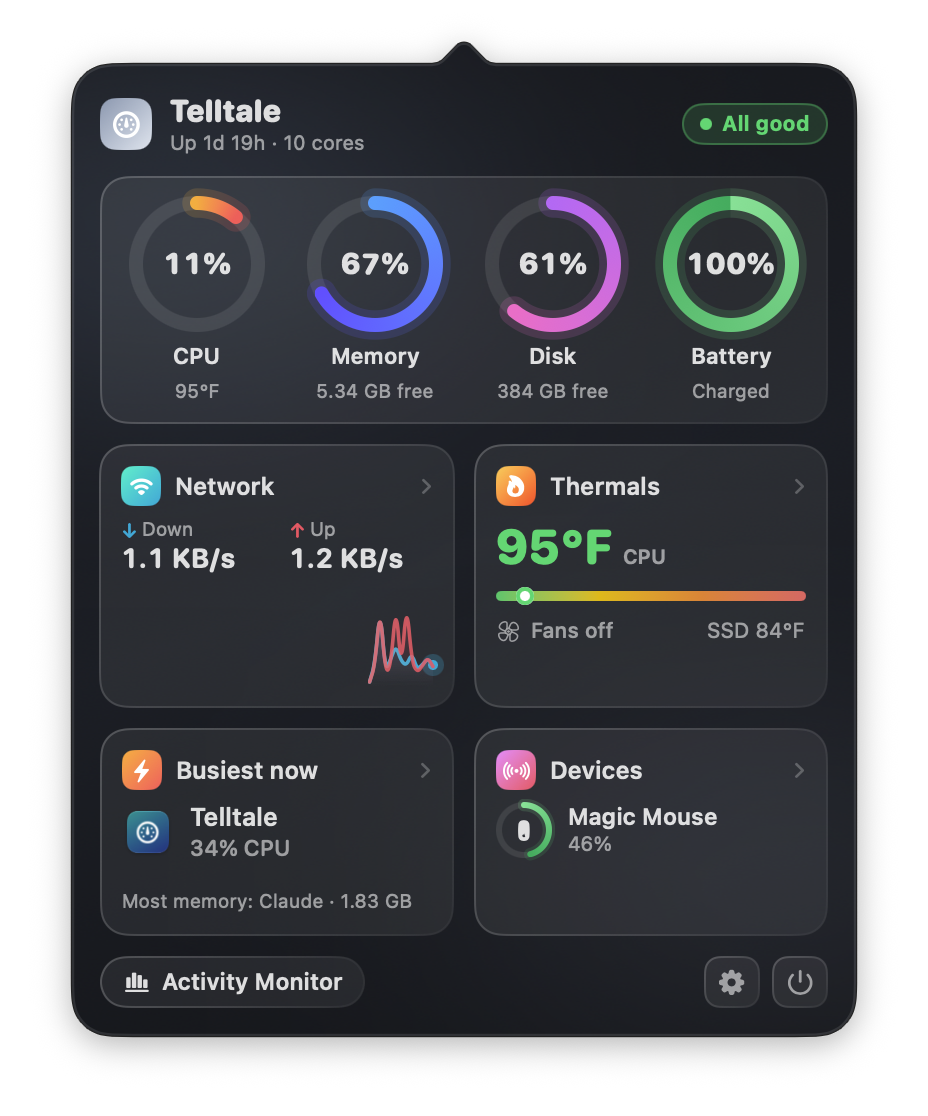 Telltale
Up 1d 19h · 10 cores
All good
11%
67%
61%
100%
CPU
Memory
Disk
Battery
95°F
5.34 GB free
384 GB free
Charged
Network
Down
Up
1.1 KB/s
1.2 KB/s
Thermals
95°F CPU
Fans off
SSD 84°F
Busiest now
Telltale
34% CPU
Most memory: Claude · 1.83 GB
Devices
Magic Mouse
46%
Activity Monitor